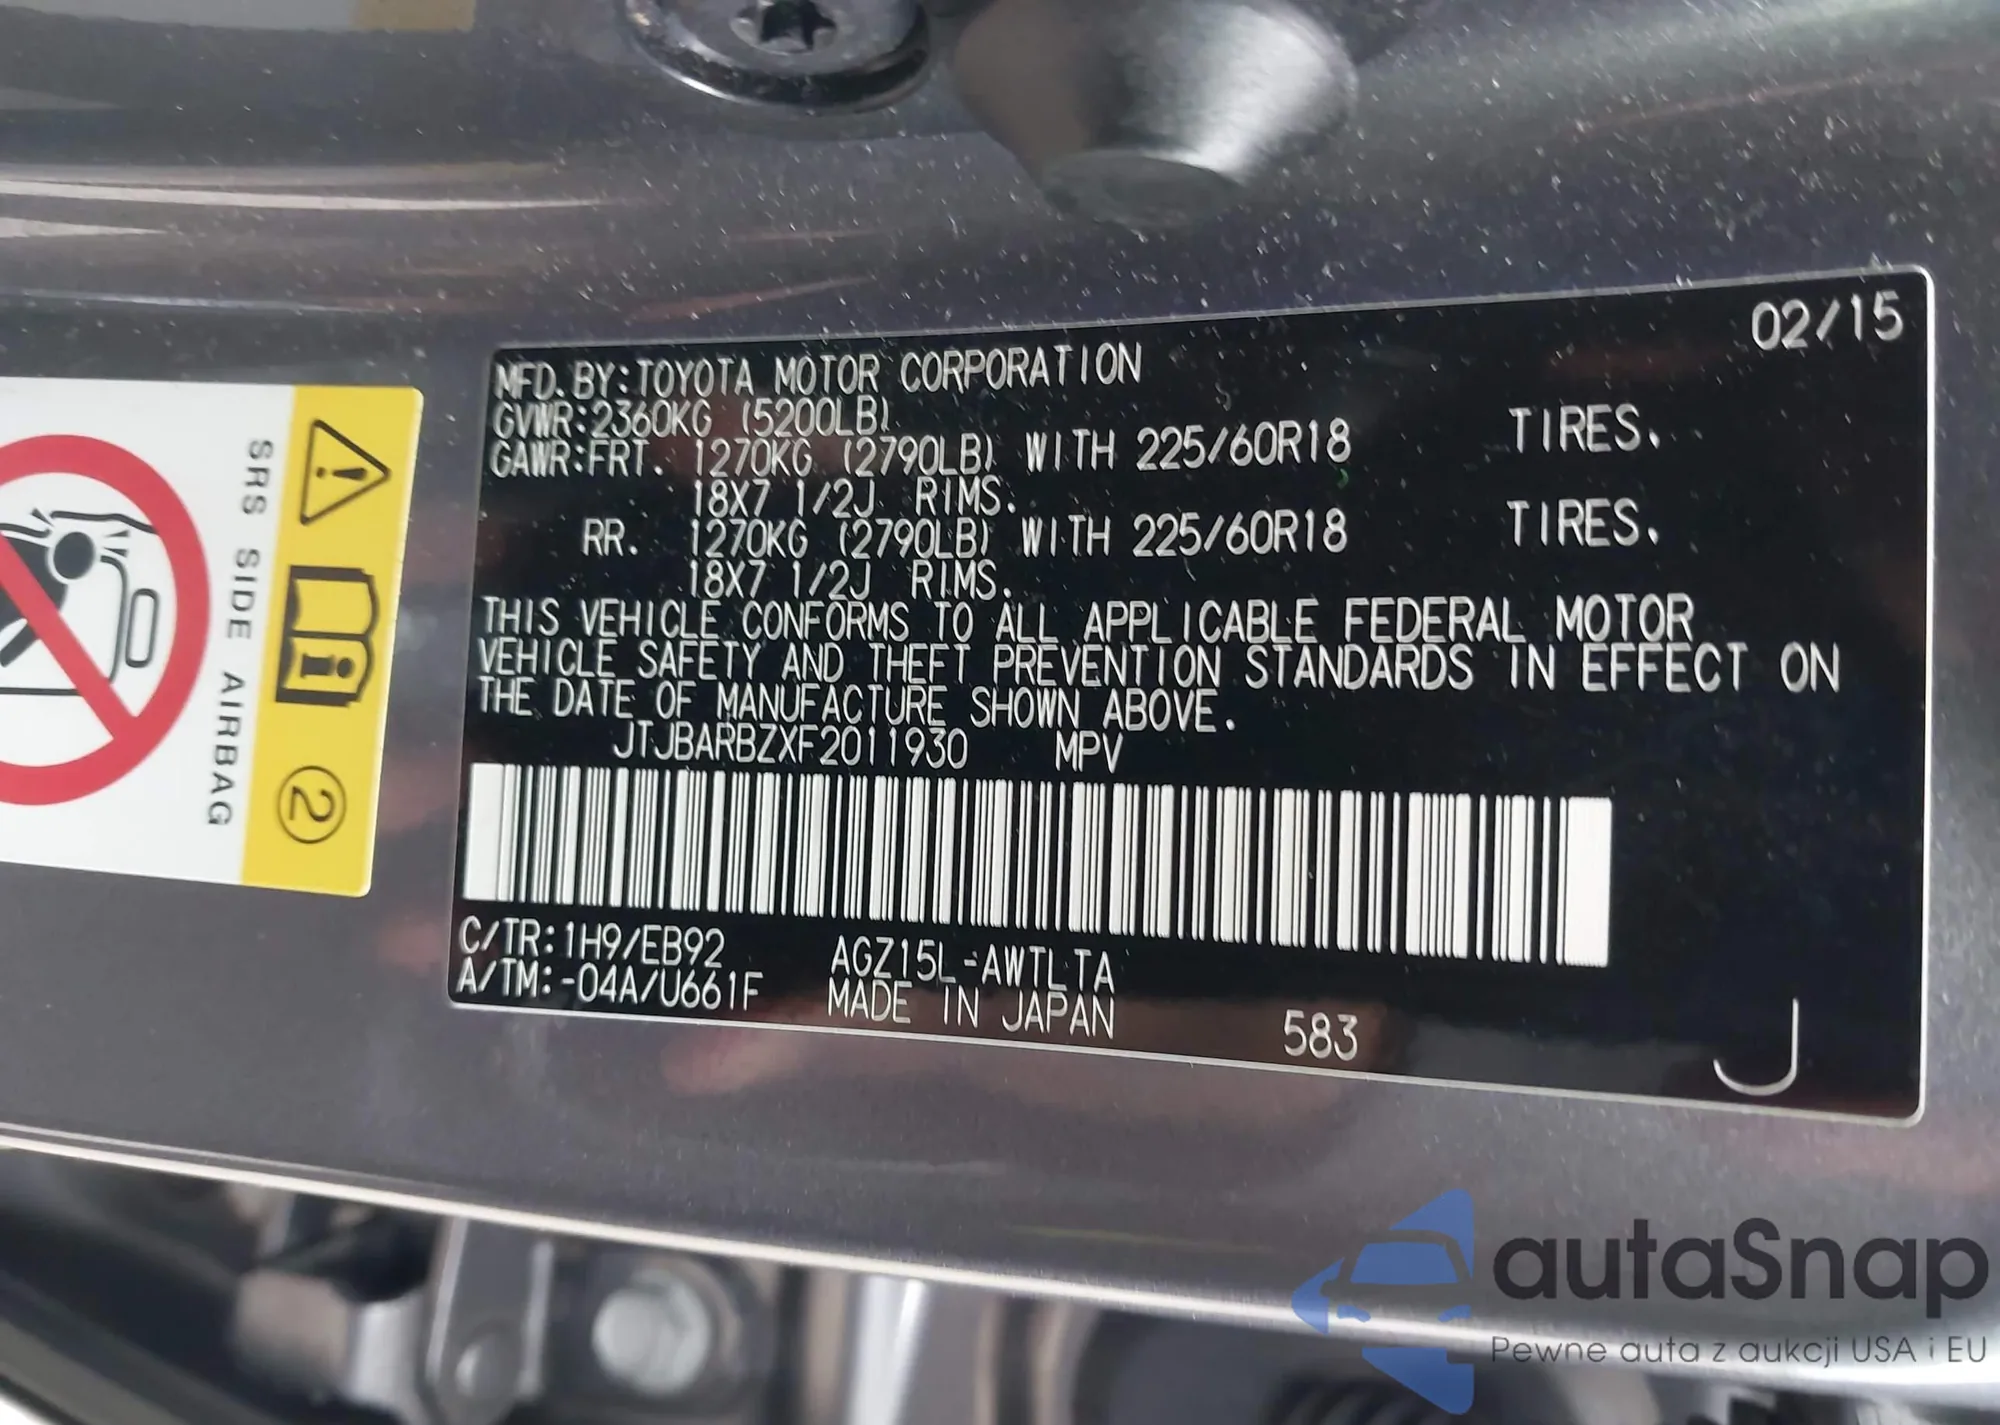 02/15
MFD. BY:TOYOTA MOTOR CORPORATION
GVWR:2360KG (5200LB)
GAWR:FRT. 1270KG (2790LB) WITH 225/60R18 TIRES.
18X7 1/2J RIMS.
RR. 1270KG (2790LB) WITH 225/60R18 TIRES.
18X7 1/2J RIMS.
THIS VEHICLE CONFORMS TO ALL APPLICABLE FEDERAL MOTOR
VEHICLE SAFETY AND THEFT PREVENTION STANDARDS IN EFFECT ON
THE DATE OF MANUFACTURE SHOWN ABOVE.
JTJBARBZXF2011930 MPV
C/TR:1H9/EB92 AGZ15L-AWTLTA
A/TM:-04A/U661F MADE IN JAPAN 583 J
SRS SIDE AIRBAG
2
autaSnap
Pewne auta z aukcji USA i EU